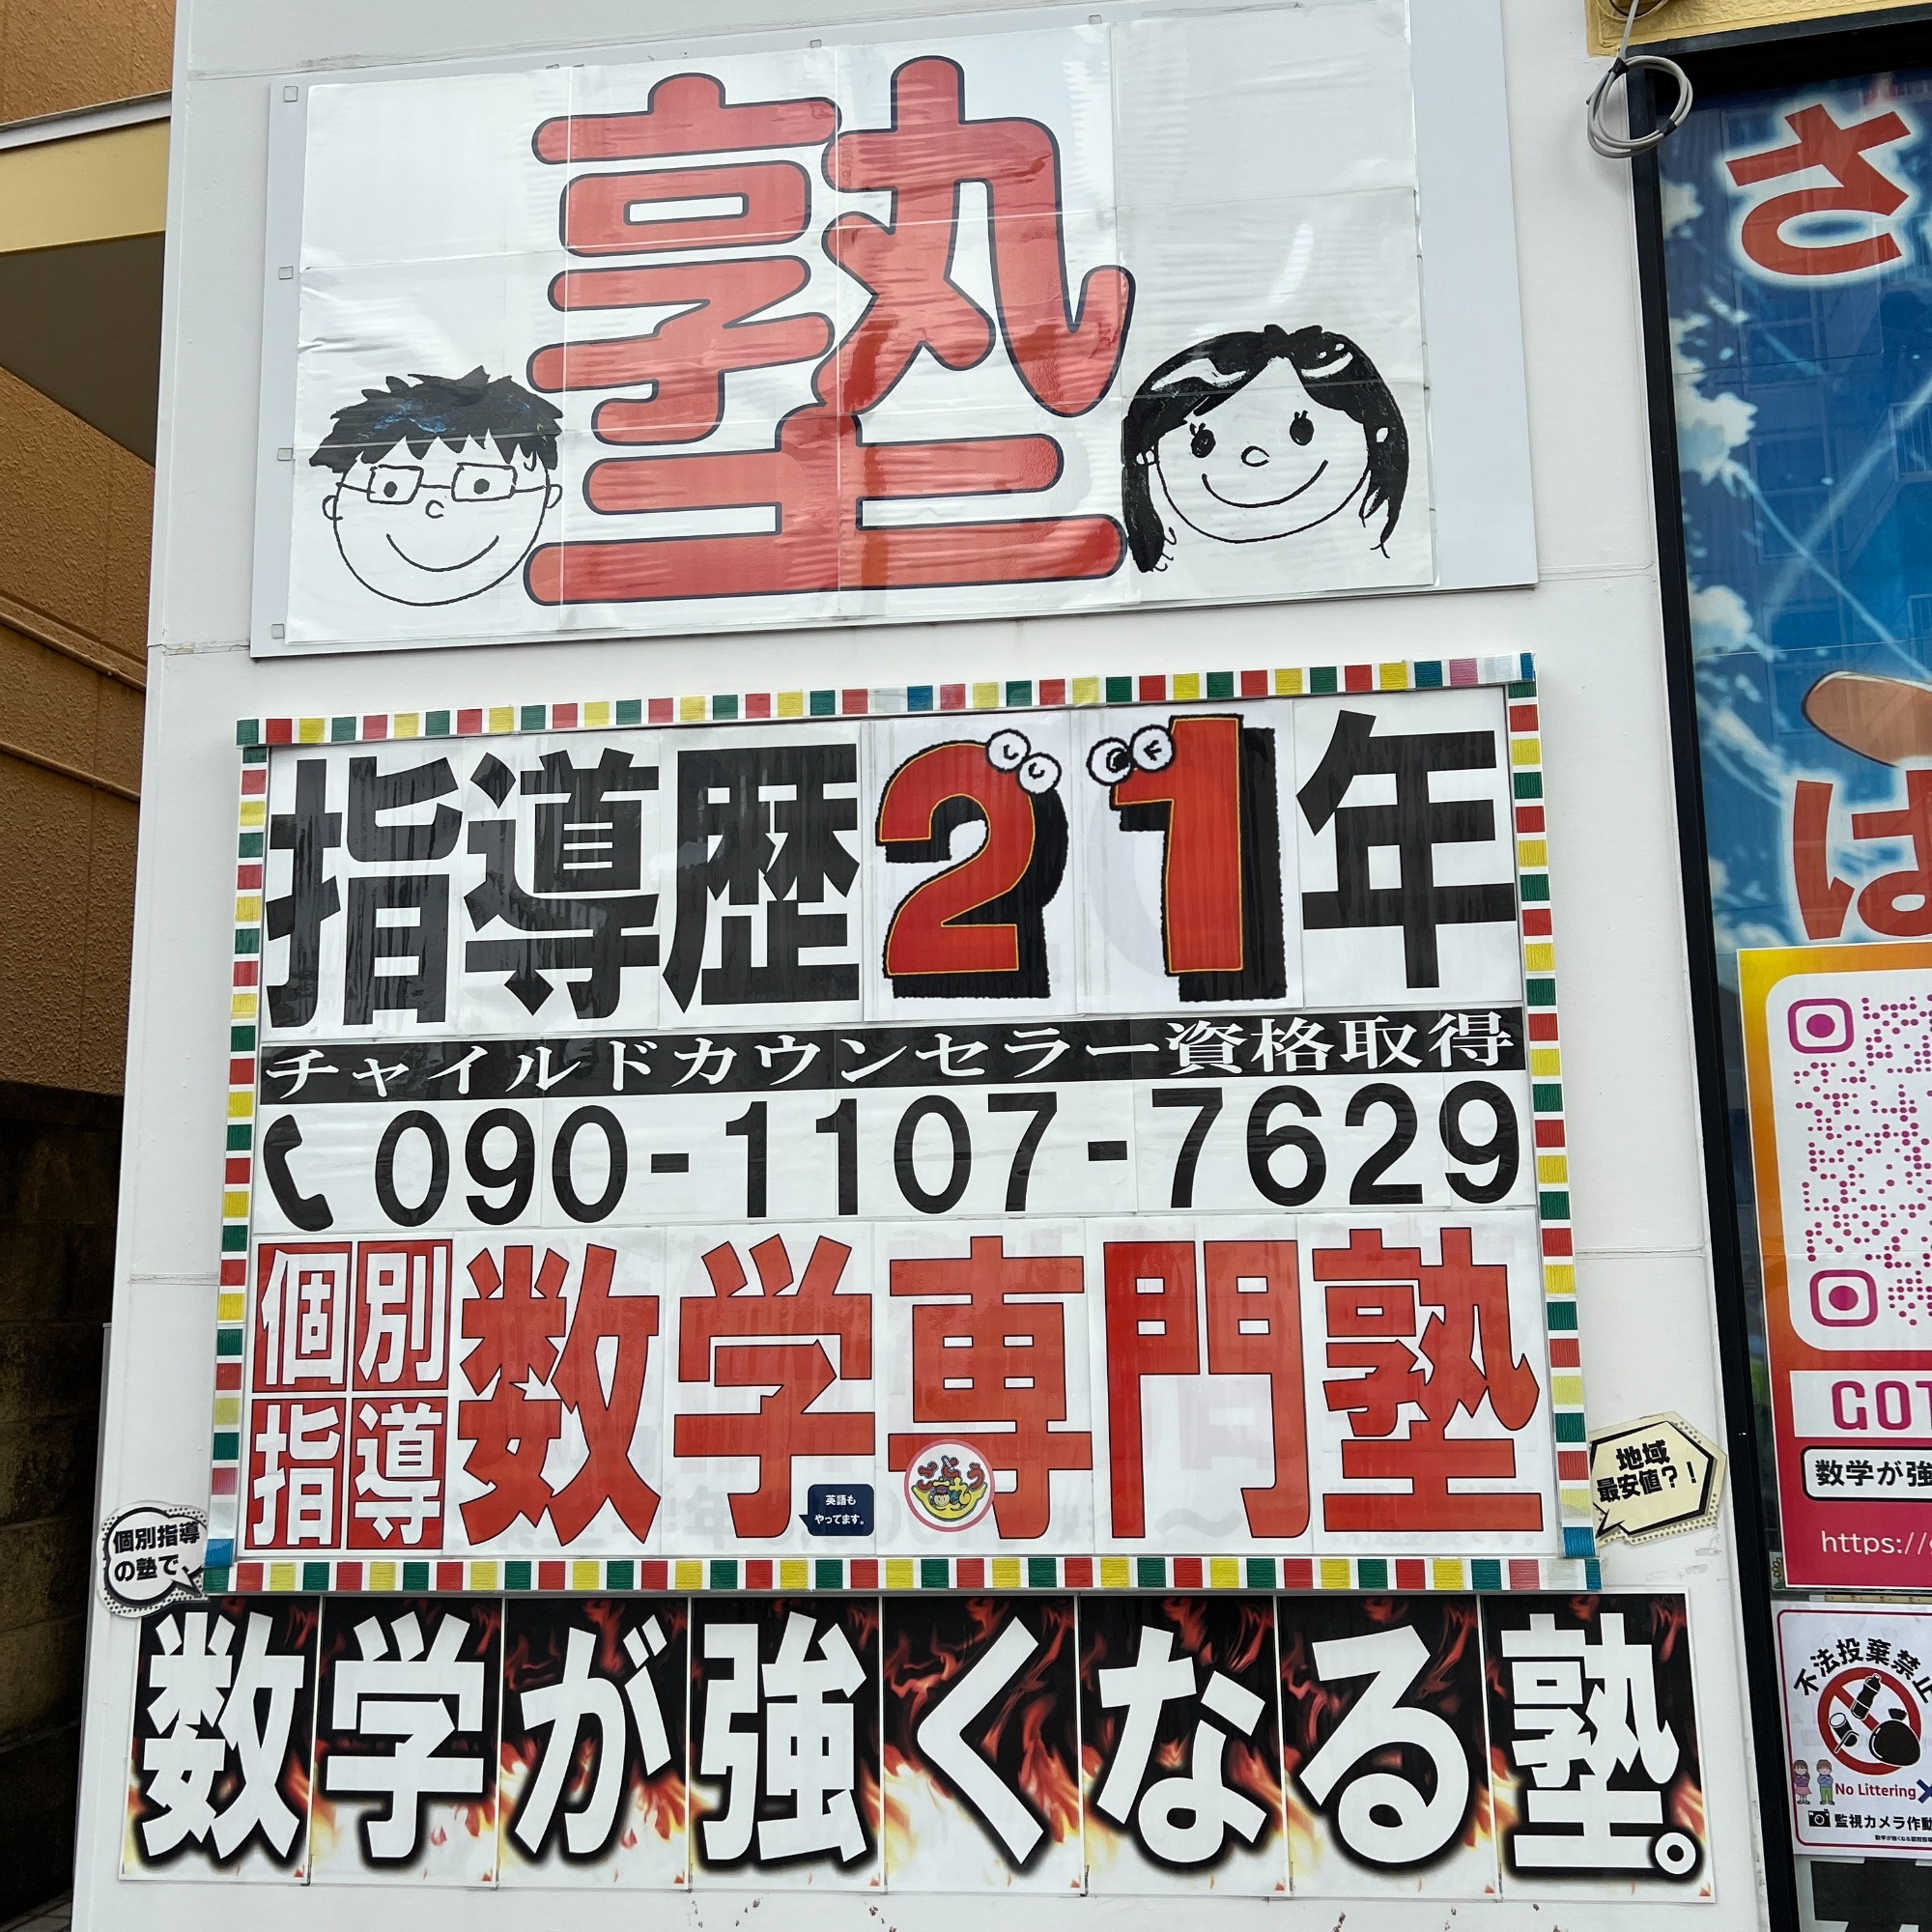 塾
指導歴21年
チャイルドカウンセラー資格取得
090-1107-7629
個別
指導
数学専門塾
英語も
やってます。
個別指導
の塾で、
地域
最安値?!
数学が強くなる塾。
さ
は
GOT
数学が強
https://
不法投棄禁止
No Littering
監視カメラ作動